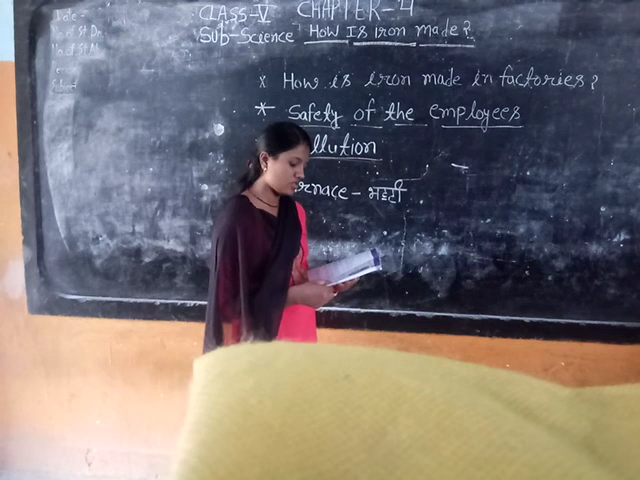 Date -
CLASS-V CHAPTER-4
Sub-Science How Is iron made?
x How is iron made in factories?
* Safety of the employees
llution
rnace - भट्टी